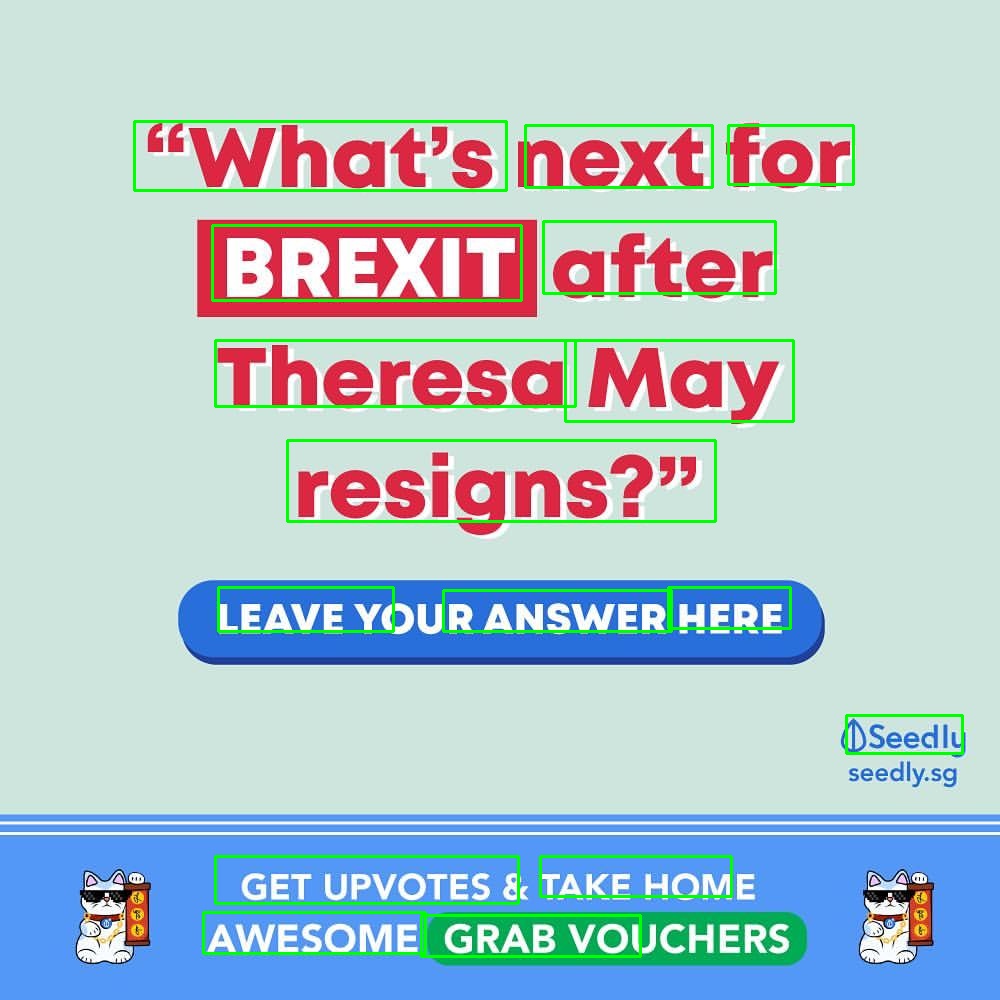 “What’s next for
BREXIT after
Theresa May
resigns?”
LEAVE YOUR ANSWER HERE
Seedly
seedly.sg
GET UPVOTES & TAKE HOME
AWESOME GRAB VOUCHERS